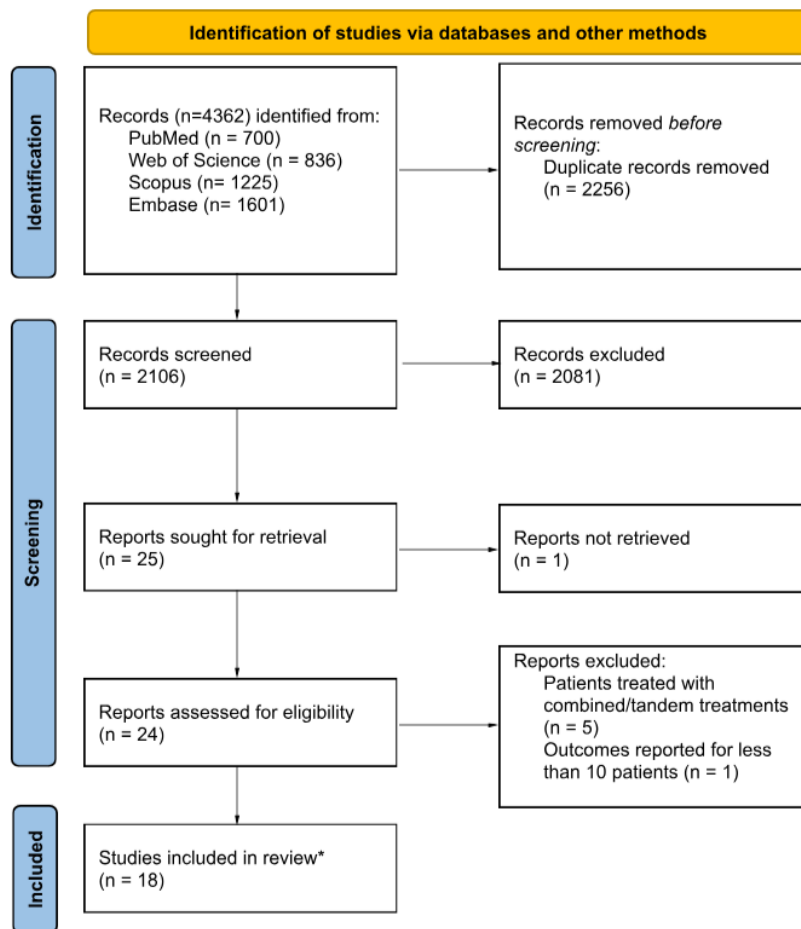 Identification of studies via databases and other methods
Identification
Records (n=4362) identified from:
PubMed (n = 700)
Web of Science (n = 836)
Scopus (n= 1225)
Embase (n= 1601)
Records removed before
screening:
Duplicate records removed
(n = 2256)
Screening
Records screened
(n = 2106)
Records excluded
(n = 2081)
Reports sought for retrieval
(n = 25)
Reports not retrieved
(n = 1)
Reports assessed for eligibility
(n = 24)
Reports excluded:
Patients treated with
combined/tandem treatments
(n = 5)
Outcomes reported for less
than 10 patients (n = 1)
Included
Studies included in review*
(n = 18)